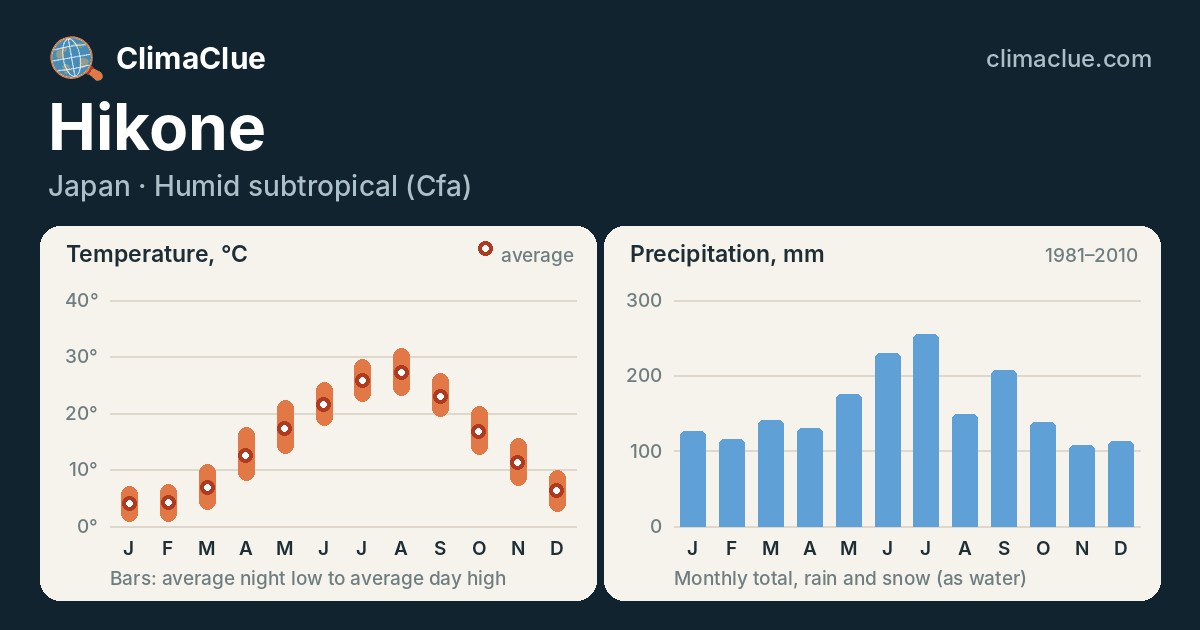 ClimaClue
climaclue.com
Hikone
Japan · Humid subtropical (Cfa)
Temperature, °C
average
40°
30°
20°
10°
0°
J F M A M J J A S O N D
Bars: average night low to average day high
Precipitation, mm
1981–2010
300
200
100
0
J F M A M J J A S O N D
Monthly total, rain and snow (as water)